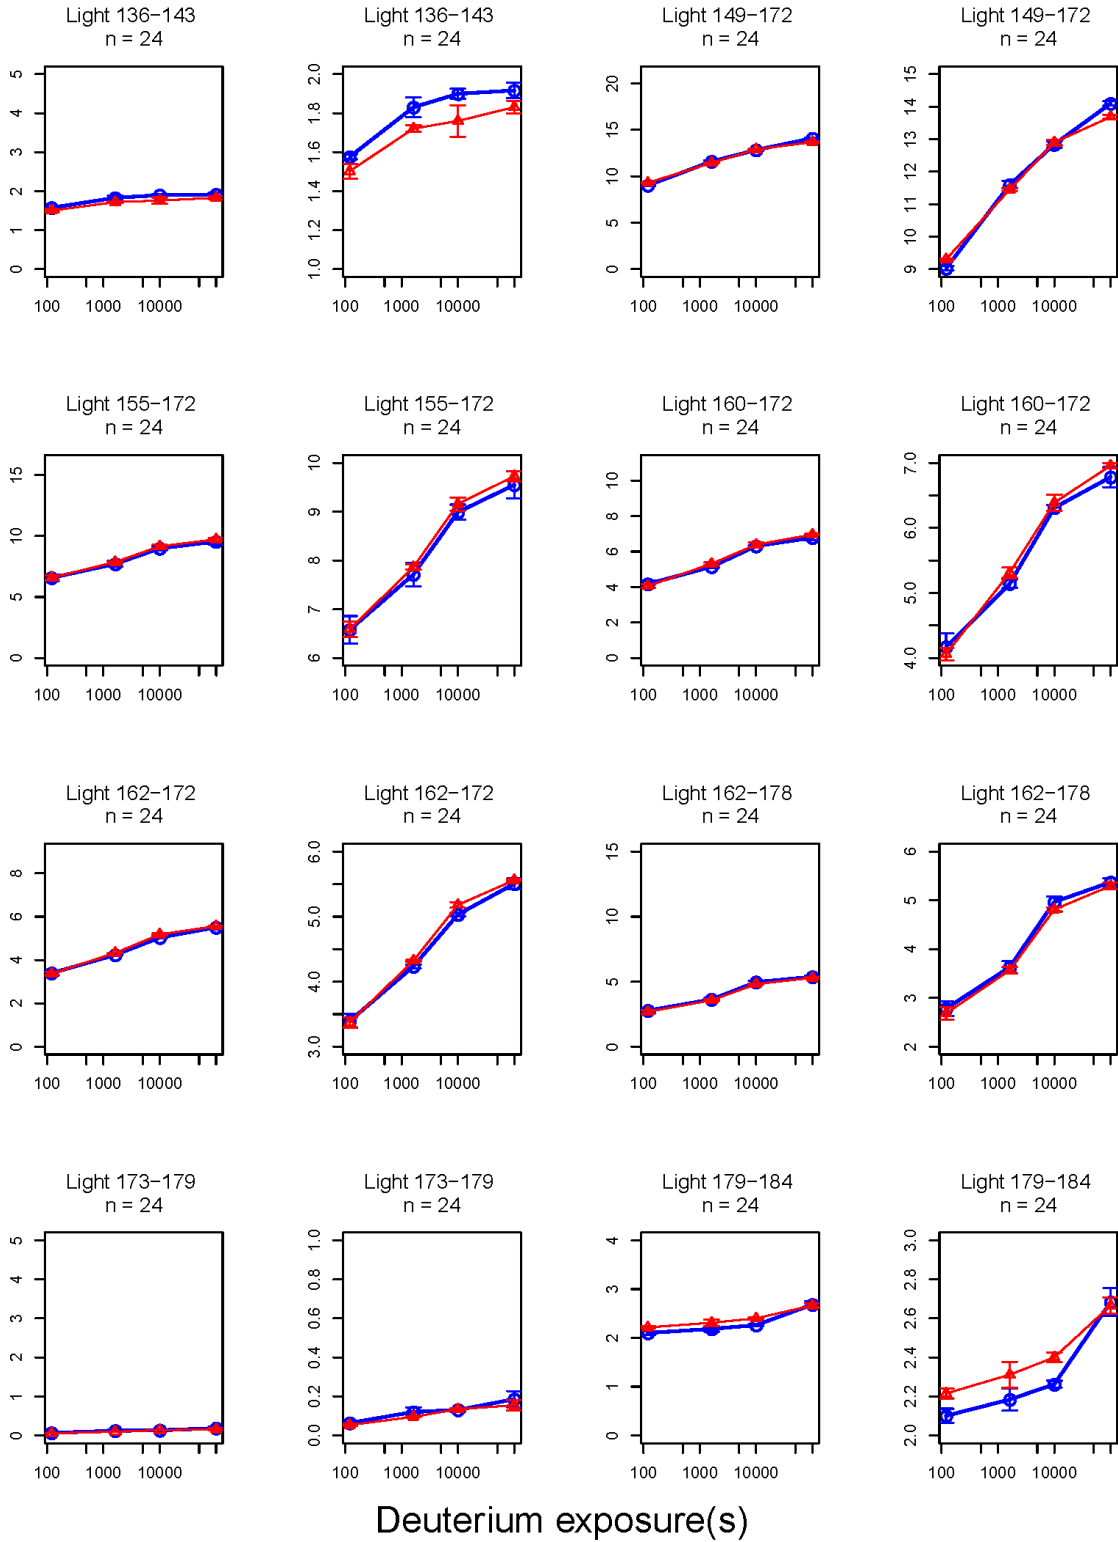 Light 136−143
n = 24
5
4
3
2
1
0
100 1000 10000
Light 136−143
n = 24
2.0
1.8
1.6
1.4
1.2
1.0
100 1000 10000
Light 149−172
n = 24
20
15
10
5
0
100 1000 10000
Light 149−172
n = 24
15
14
13
12
11
10
9
100 1000 10000
Light 155−172
n = 24
15
10
5
0
100 1000 10000
Light 155−172
n = 24
10
9
8
7
6
100 1000 10000
Light 160−172
n = 24
10
8
6
4
2
0
100 1000 10000
Light 160−172
n = 24
7.0
6.0
5.0
4.0
100 1000 10000
Light 162−172
n = 24
8
6
4
2
0
100 1000 10000
Light 162−172
n = 24
6.0
5.0
4.0
3.0
100 1000 10000
Light 162−178
n = 24
15
10
5
0
100 1000 10000
Light 162−178
n = 24
6
5
4
3
2
100 1000 10000
Light 173−179
n = 24
5
4
3
2
1
0
100 1000 10000
Light 173−179
n = 24
1.0
0.8
0.6
0.4
0.2
0.0
100 1000 10000
Light 179−184
n = 24
4
3
2
1
0
100 1000 10000
Light 179−184
n = 24
3.0
2.8
2.6
2.4
2.2
2.0
100 1000 10000
Deuterium exposure(s)